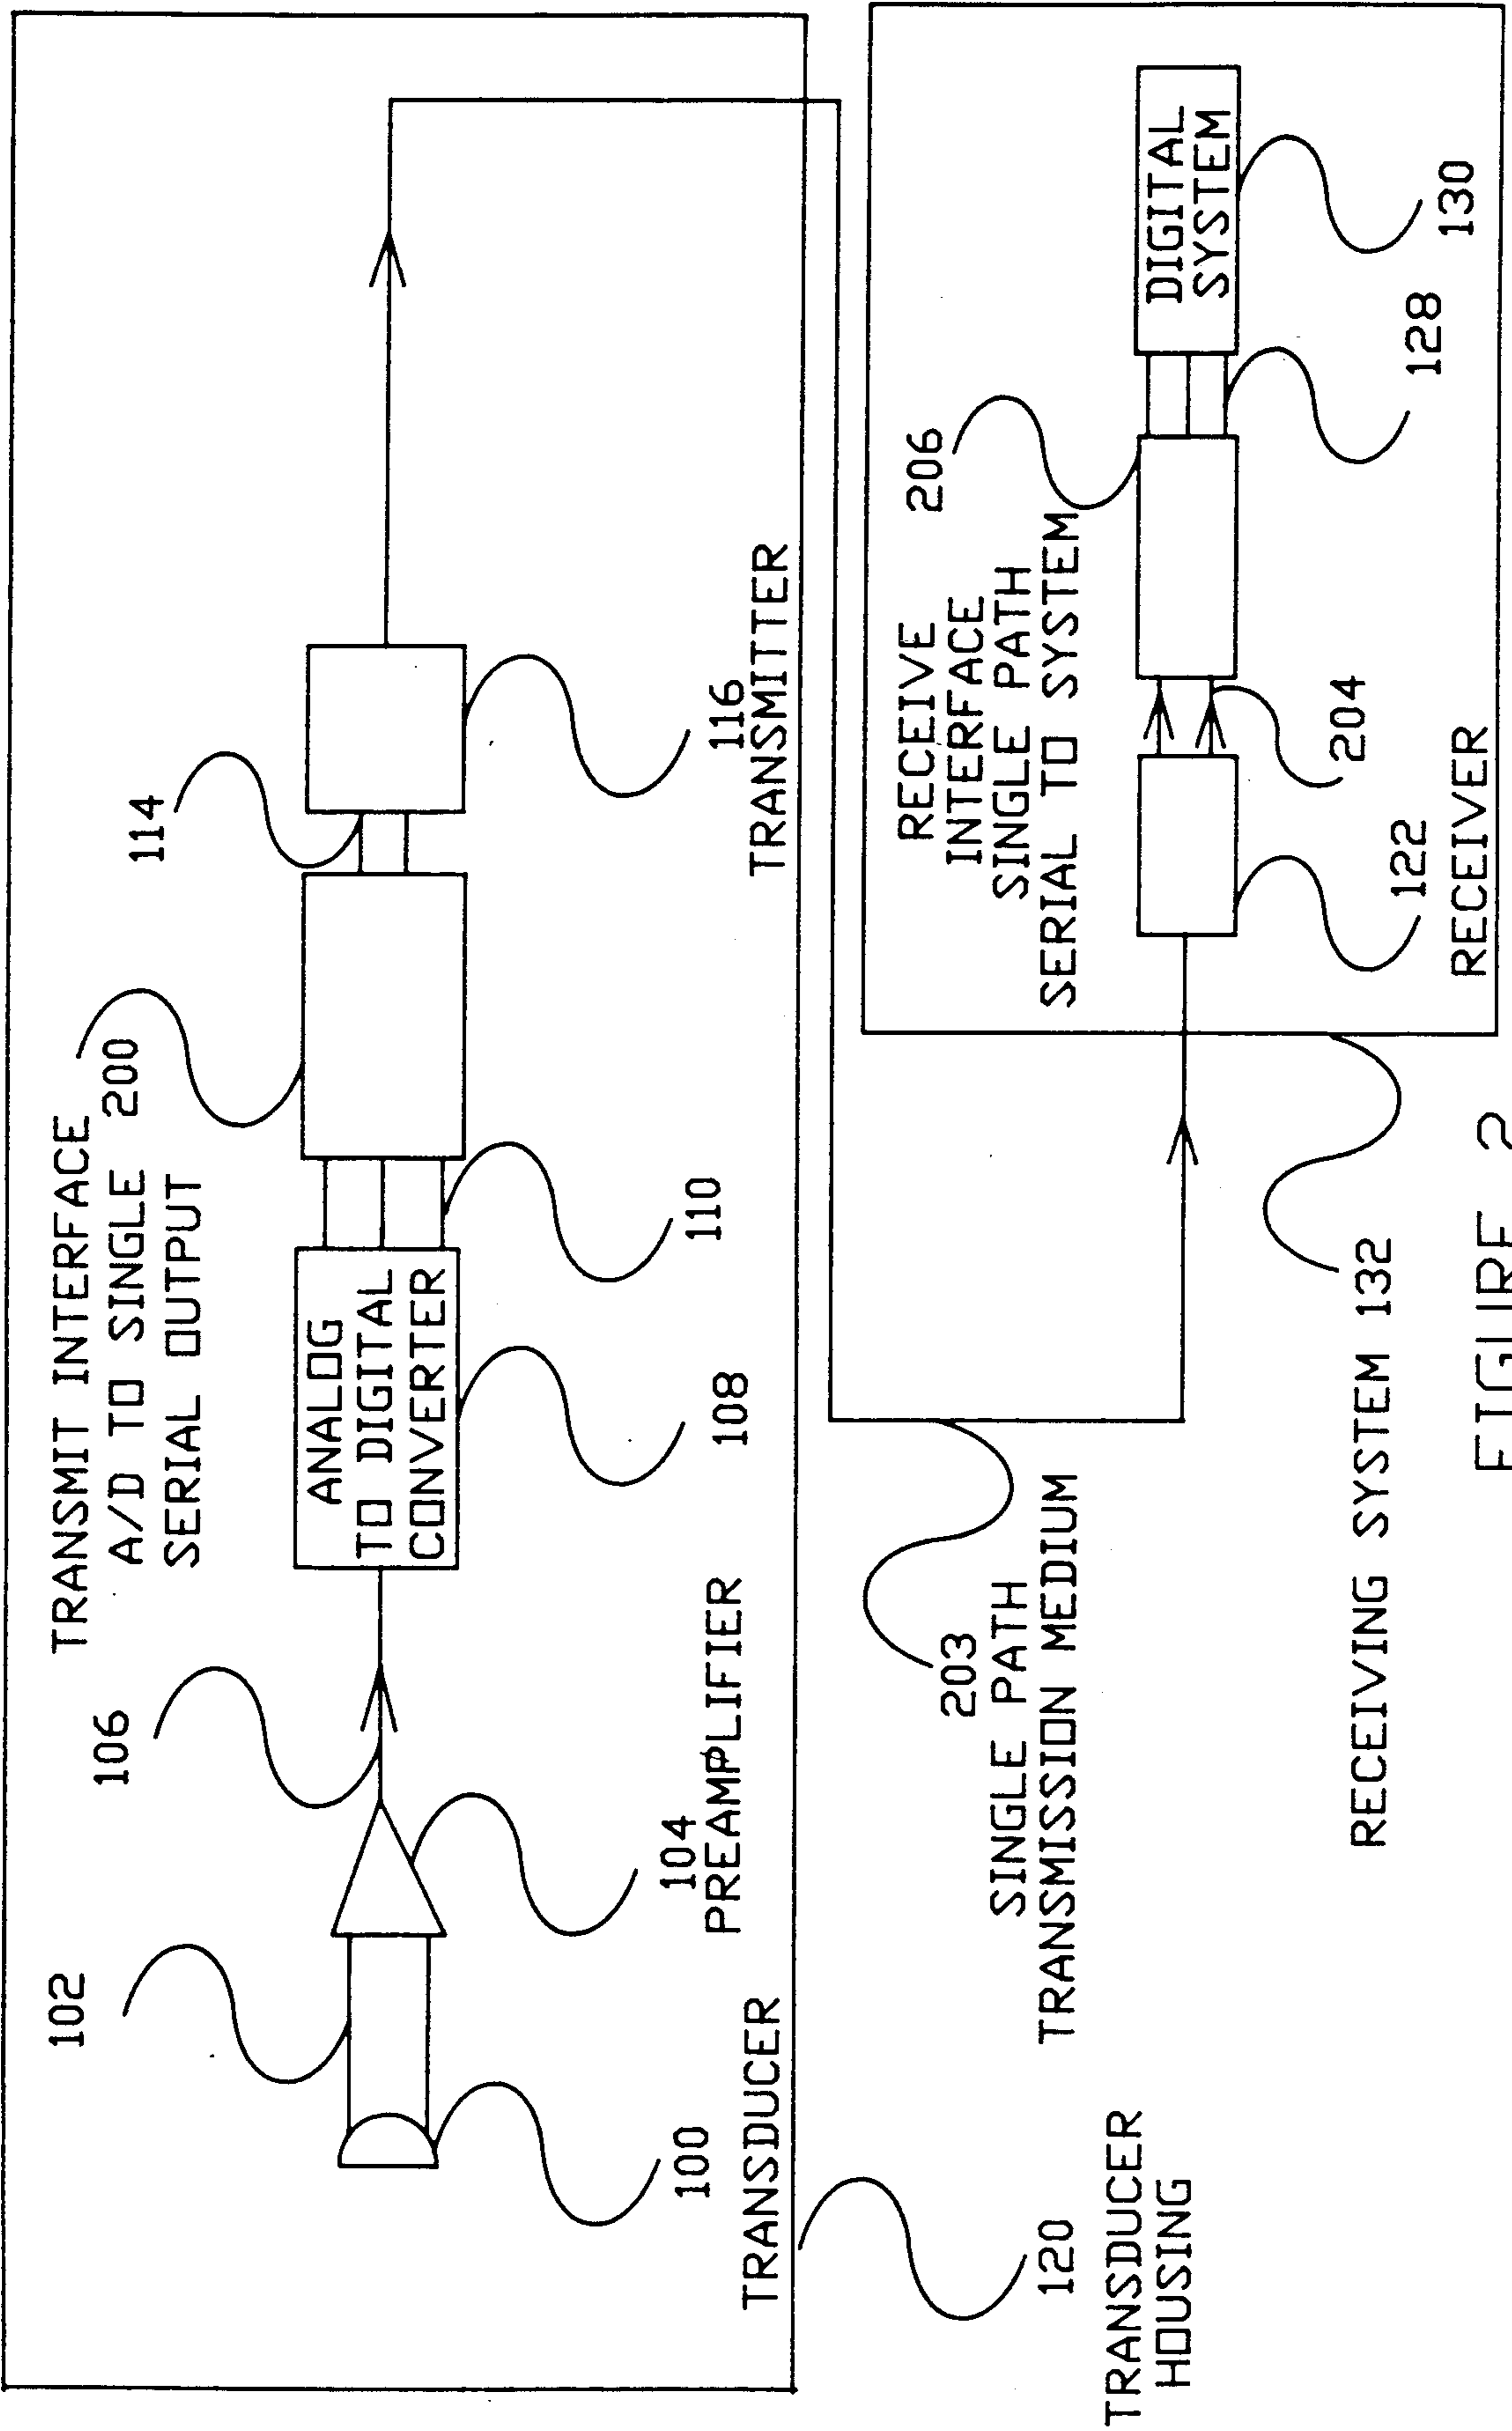 TRANSMIT INTERFACE
A/D TO SINGLE 200
SERIAL OUTPUT
102
106
114
ANALOG
TO DIGITAL
CONVERTER
100
104
PREAMPLIFIER
108
110
116
TRANSMITTER
TRANSDUCER
120
TRANSDUCER
HOUSING
203
SINGLE PATH
TRANSMISSION MEDIUM
RECEIVE 206
INTERFACE
SINGLE PATH
SERIAL TO SYSTEM
DIGITAL
SYSTEM
204
122
128
130
RECEIVER
RECEIVING SYSTEM 132
FIGURE 2